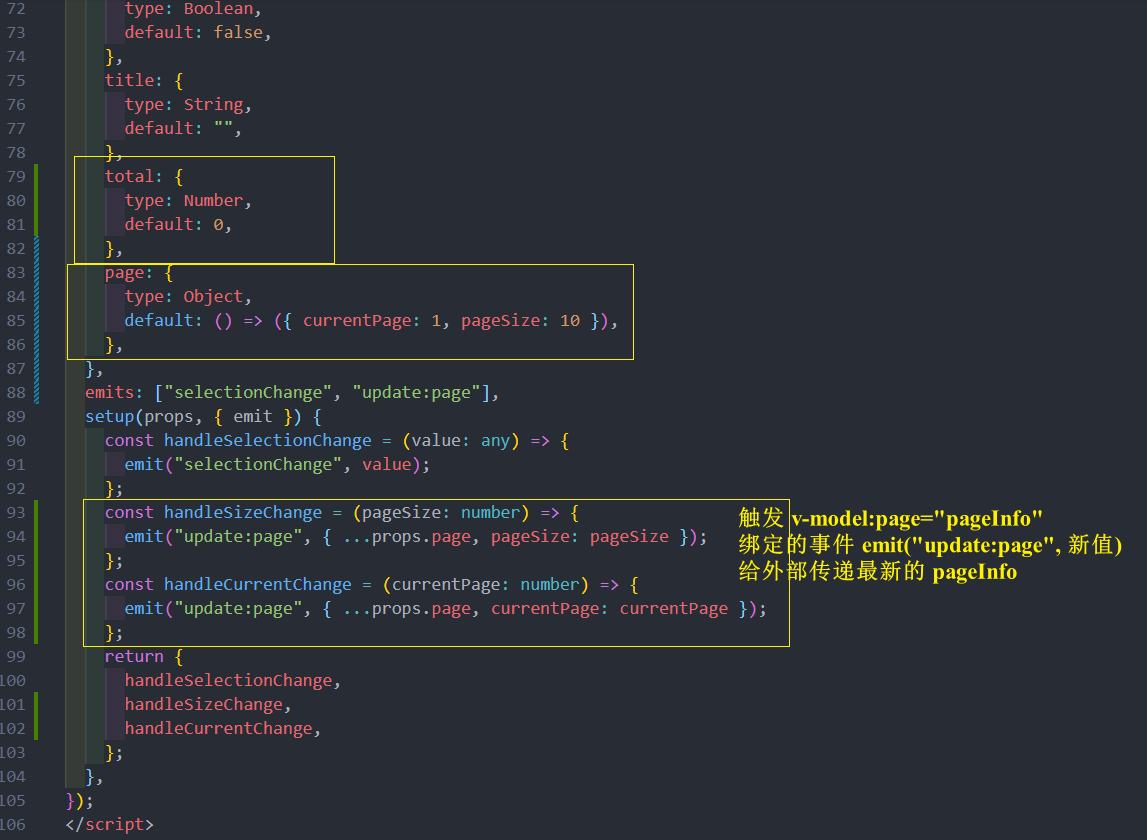 72 type: Boolean,
73 default: false,
74 },
75 title: {
76 type: String,
77 default: "",
78 },
79 total: {
80 type: Number,
81 default: 0,
82 },
83 page: {
84 type: Object,
85 default: () => ({ currentPage: 1, pageSize: 10 }),
86 },
87 },
88 emits: ["selectionChange", "update:page"],
89 setup(props, { emit }) {
90 const handleSelectionChange = (value: any) => {
91 emit("selectionChange", value);
92 };
93 const handleSizeChange = (pageSize: number) => {
94 emit("update:page", { ...props.page, pageSize: pageSize });
95 };
96 const handleCurrentChange = (currentPage: number) => {
97 emit("update:page", { ...props.page, currentPage: currentPage });
98 };
99 return {
100 handleSelectionChange,
101 handleSizeChange,
102 handleCurrentChange,
103 };
104 },
105 });
106 </script>
触发 v-model:page="pageInfo"
绑定的事件 emit("update:page", 新值)
给外部传递最新的 pageInfo